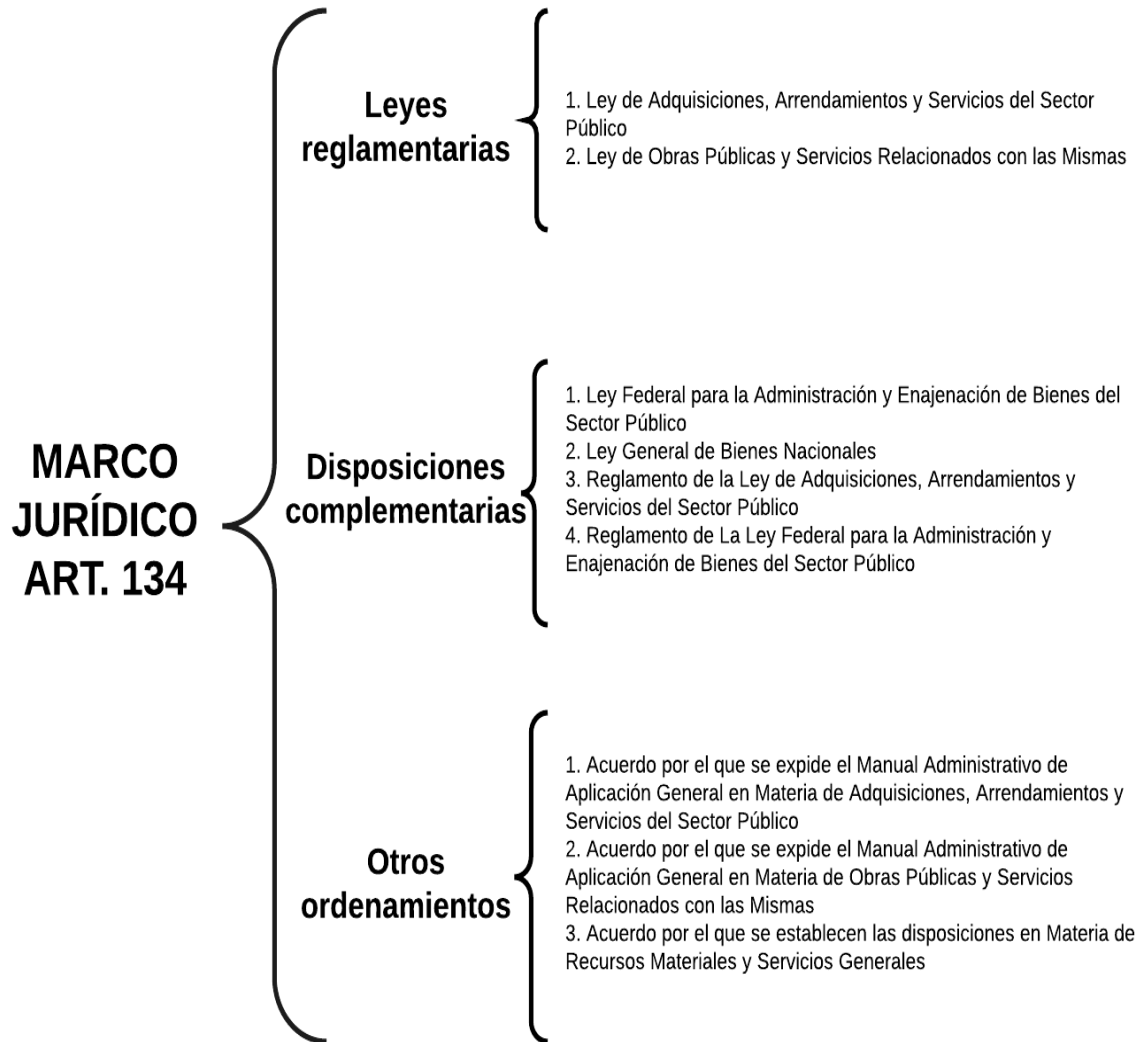 MARCO
JURÍDICO
ART. 134
Leyes
reglamentarias
1. Ley de Adquisiciones, Arrendamientos y Servicios del Sector
Público
2. Ley de Obras Públicas y Servicios Relacionados con las Mismas
Disposiciones
complementarias
1. Ley Federal para la Administración y Enajenación de Bienes del
Sector Público
2. Ley General de Bienes Nacionales
3. Reglamento de la Ley de Adquisiciones, Arrendamientos y
Servicios del Sector Público
4. Reglamento de La Ley Federal para la Administración y
Enajenación de Bienes del Sector Público
Otros
ordenamientos
1. Acuerdo por el que se expide el Manual Administrativo de
Aplicación General en Materia de Adquisiciones, Arrendamientos y
Servicios del Sector Público
2. Acuerdo por el que se expide el Manual Administrativo de
Aplicación General en Materia de Obras Públicas y Servicios
Relacionados con las Mismas
3. Acuerdo por el que se establecen las disposiciones en Materia de
Recursos Materiales y Servicios Generales